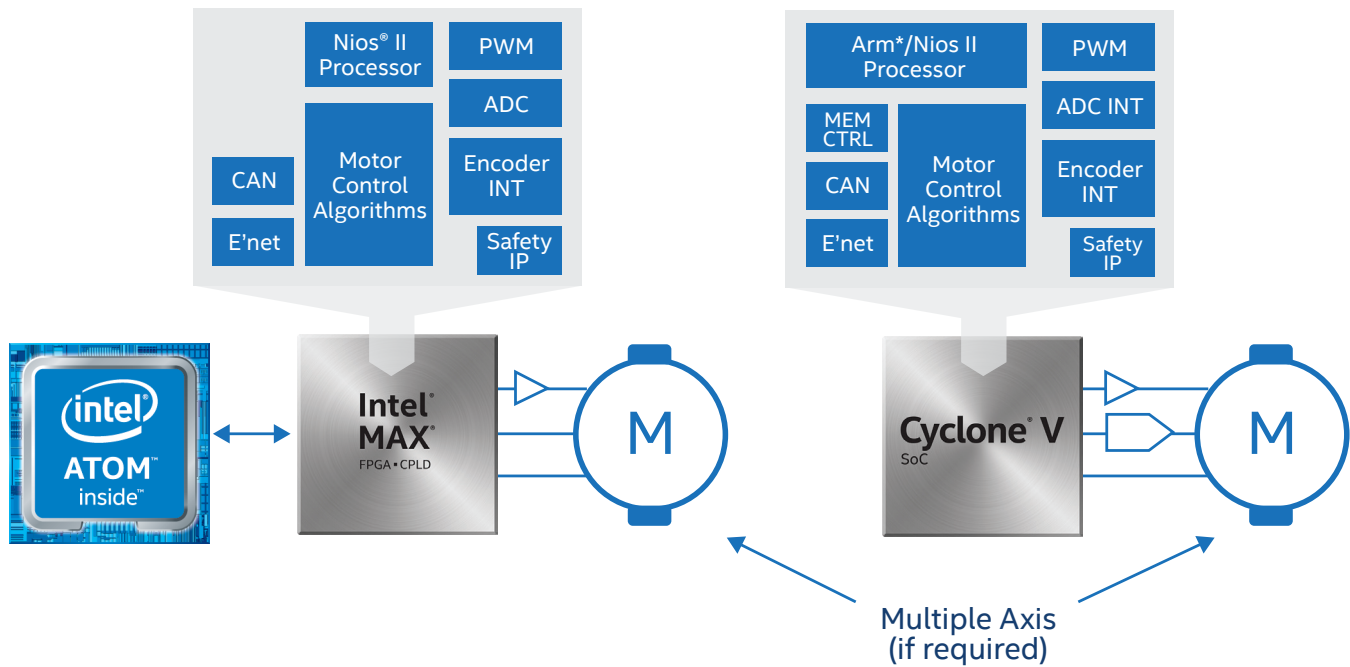 Nios® II
Processor
PWM
ADC
Motor
Control
Algorithms
Encoder
INT
CAN
E'net
Safety
IP
Arm*/Nios II
Processor
PWM
MEM
CTRL
ADC INT
Motor
Control
Algorithms
Encoder
INT
CAN
E'net
Safety
IP
intel®
ATOM™
inside™
Intel®
MAX®
FPGA ▪ CPLD
M
Cyclone® V
SoC
M
Multiple Axis
(if required)